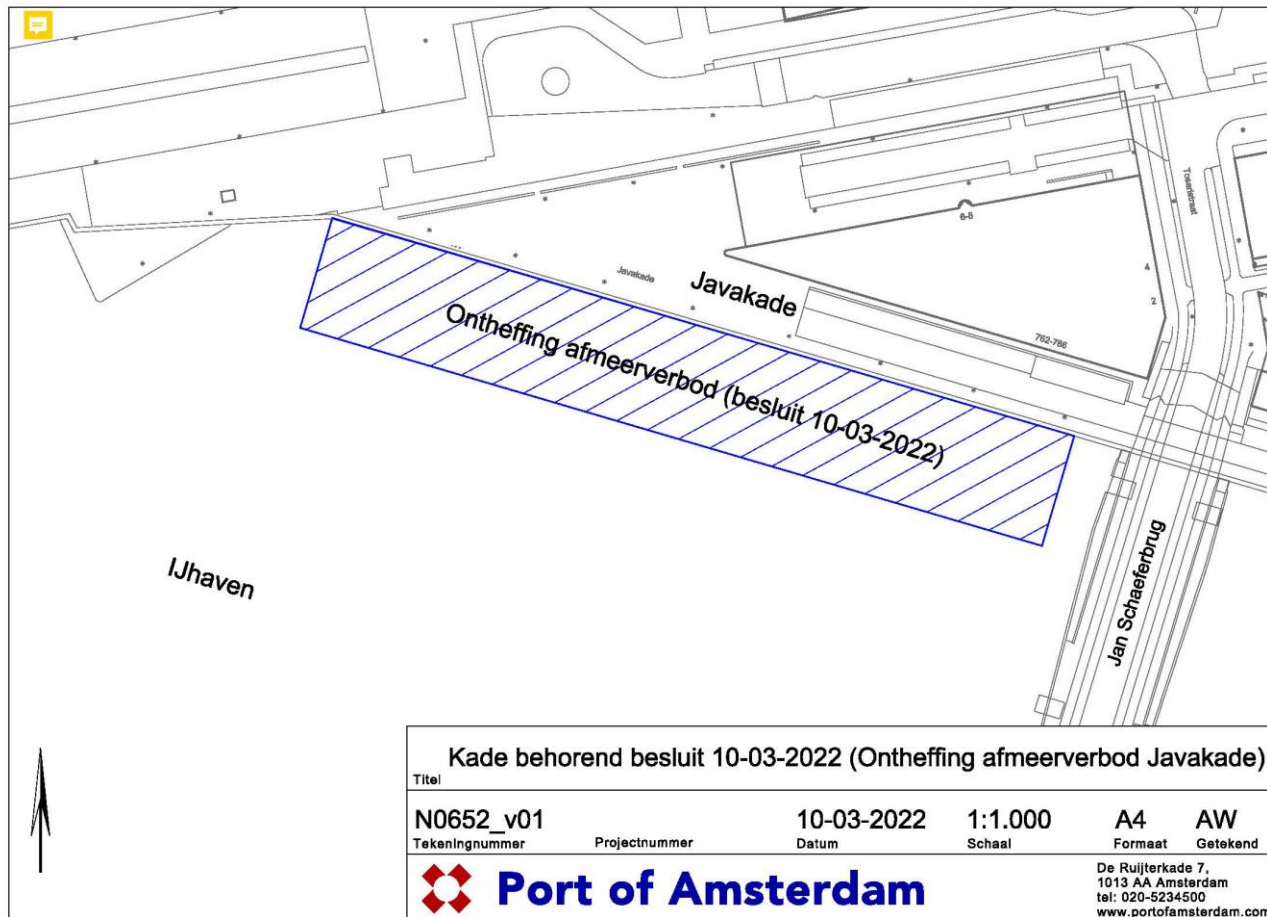 Tosaristraat
6-8
4
2
Javakade
Javakade
762-766
Ontheffing afmeerverbod (besluit 10-03-2022)
IJhaven
Jan Schaeferbrug
Kade behorend besluit 10-03-2022 (Ontheffing afmeerverbod Javakade)
Titel
N0652_v01 10-03-2022 1:1.000 A4 AW
Tekeningnummer Projectnummer Datum Schaal Formaat Getekend
Port of Amsterdam
De Ruijterkade 7,
1013 AA Amsterdam
tel: 020-5234500
www.portofamsterdam.com